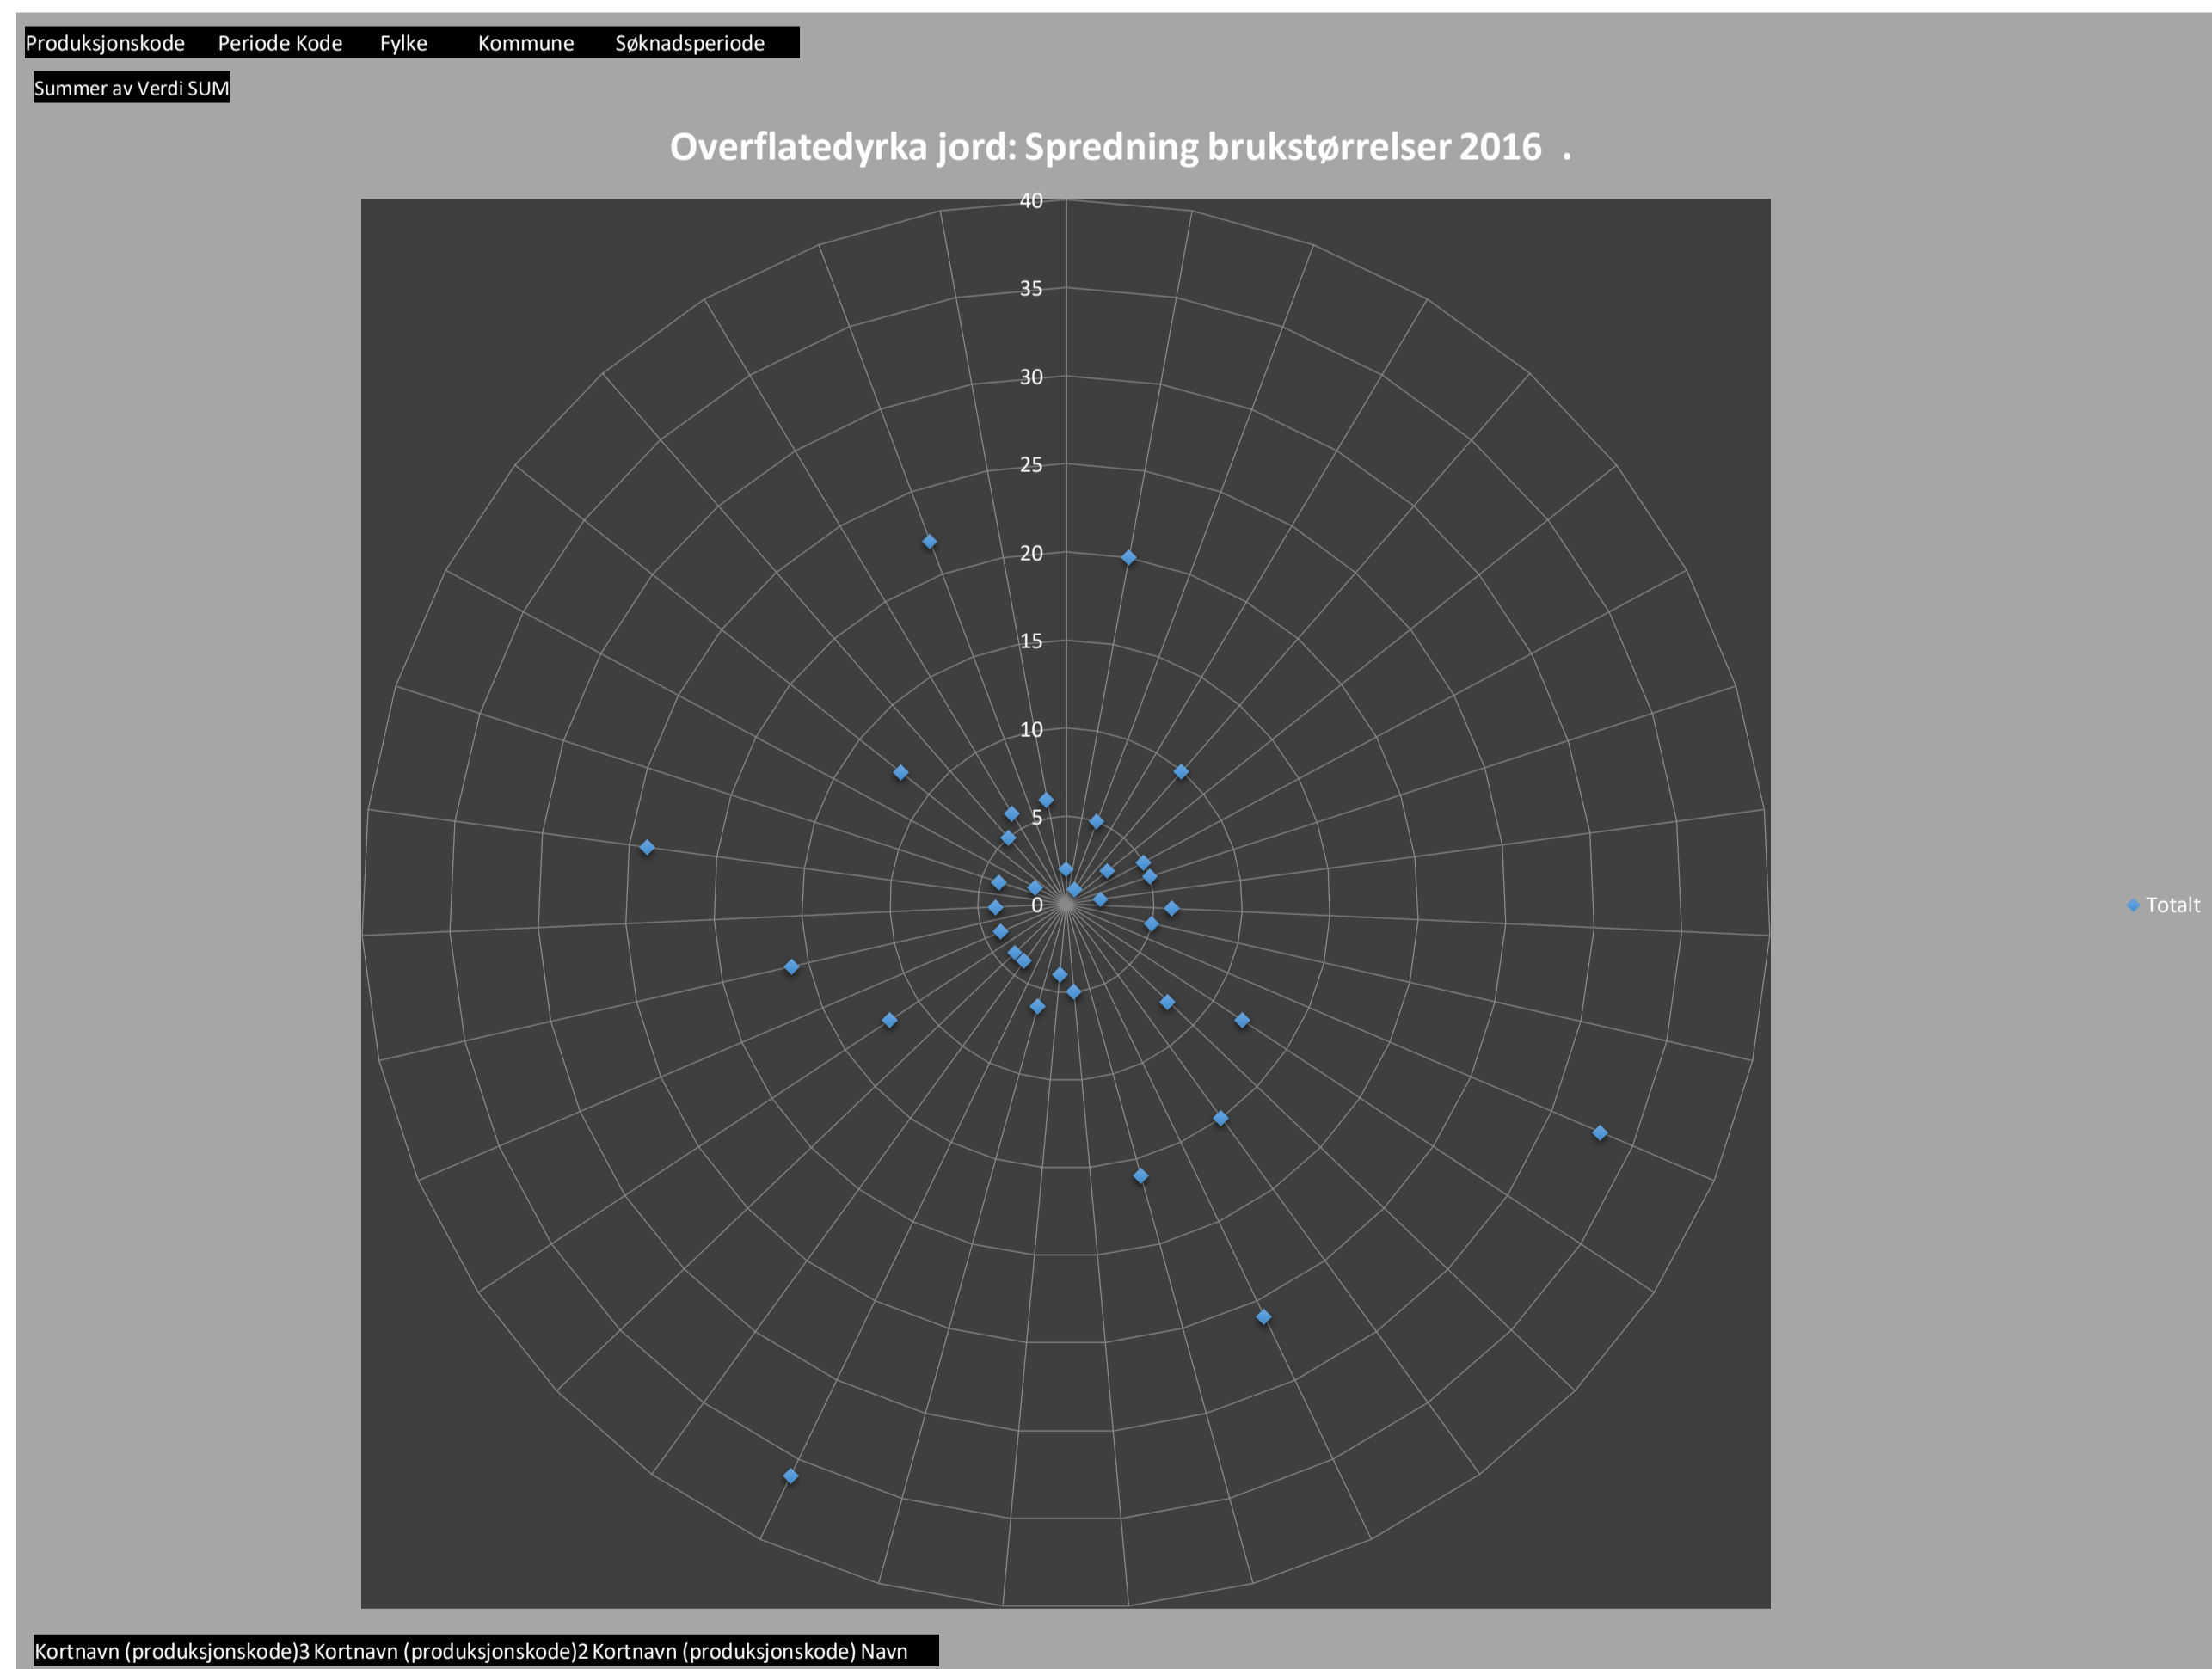 Produksjonskode Periode Kode Fylke Kommune Søknadsperiode
Summer av Verdi SUM
Overflatedyrka jord: Spredning brukstørrelser 2016 .
40
35
30
25
20
15
10
5
0
Totalt
Kortnavn (produksjonskode)3 Kortnavn (produksjonskode)2 Kortnavn (produksjonskode) Navn